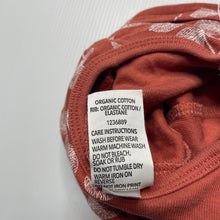 ORGANIC COTTON
RIB: ORGANIC COTTON /
ELASTANE
1236889
CARE INSTRUCTIONS
WASH BEFORE WEAR
WARM MACHINE WASH
DO NOT BLEACH,
SOAK OR RUB
DO NOT TUMBLE DRY
WARM IRON ON
REVERSE
NOT IRON PRINT